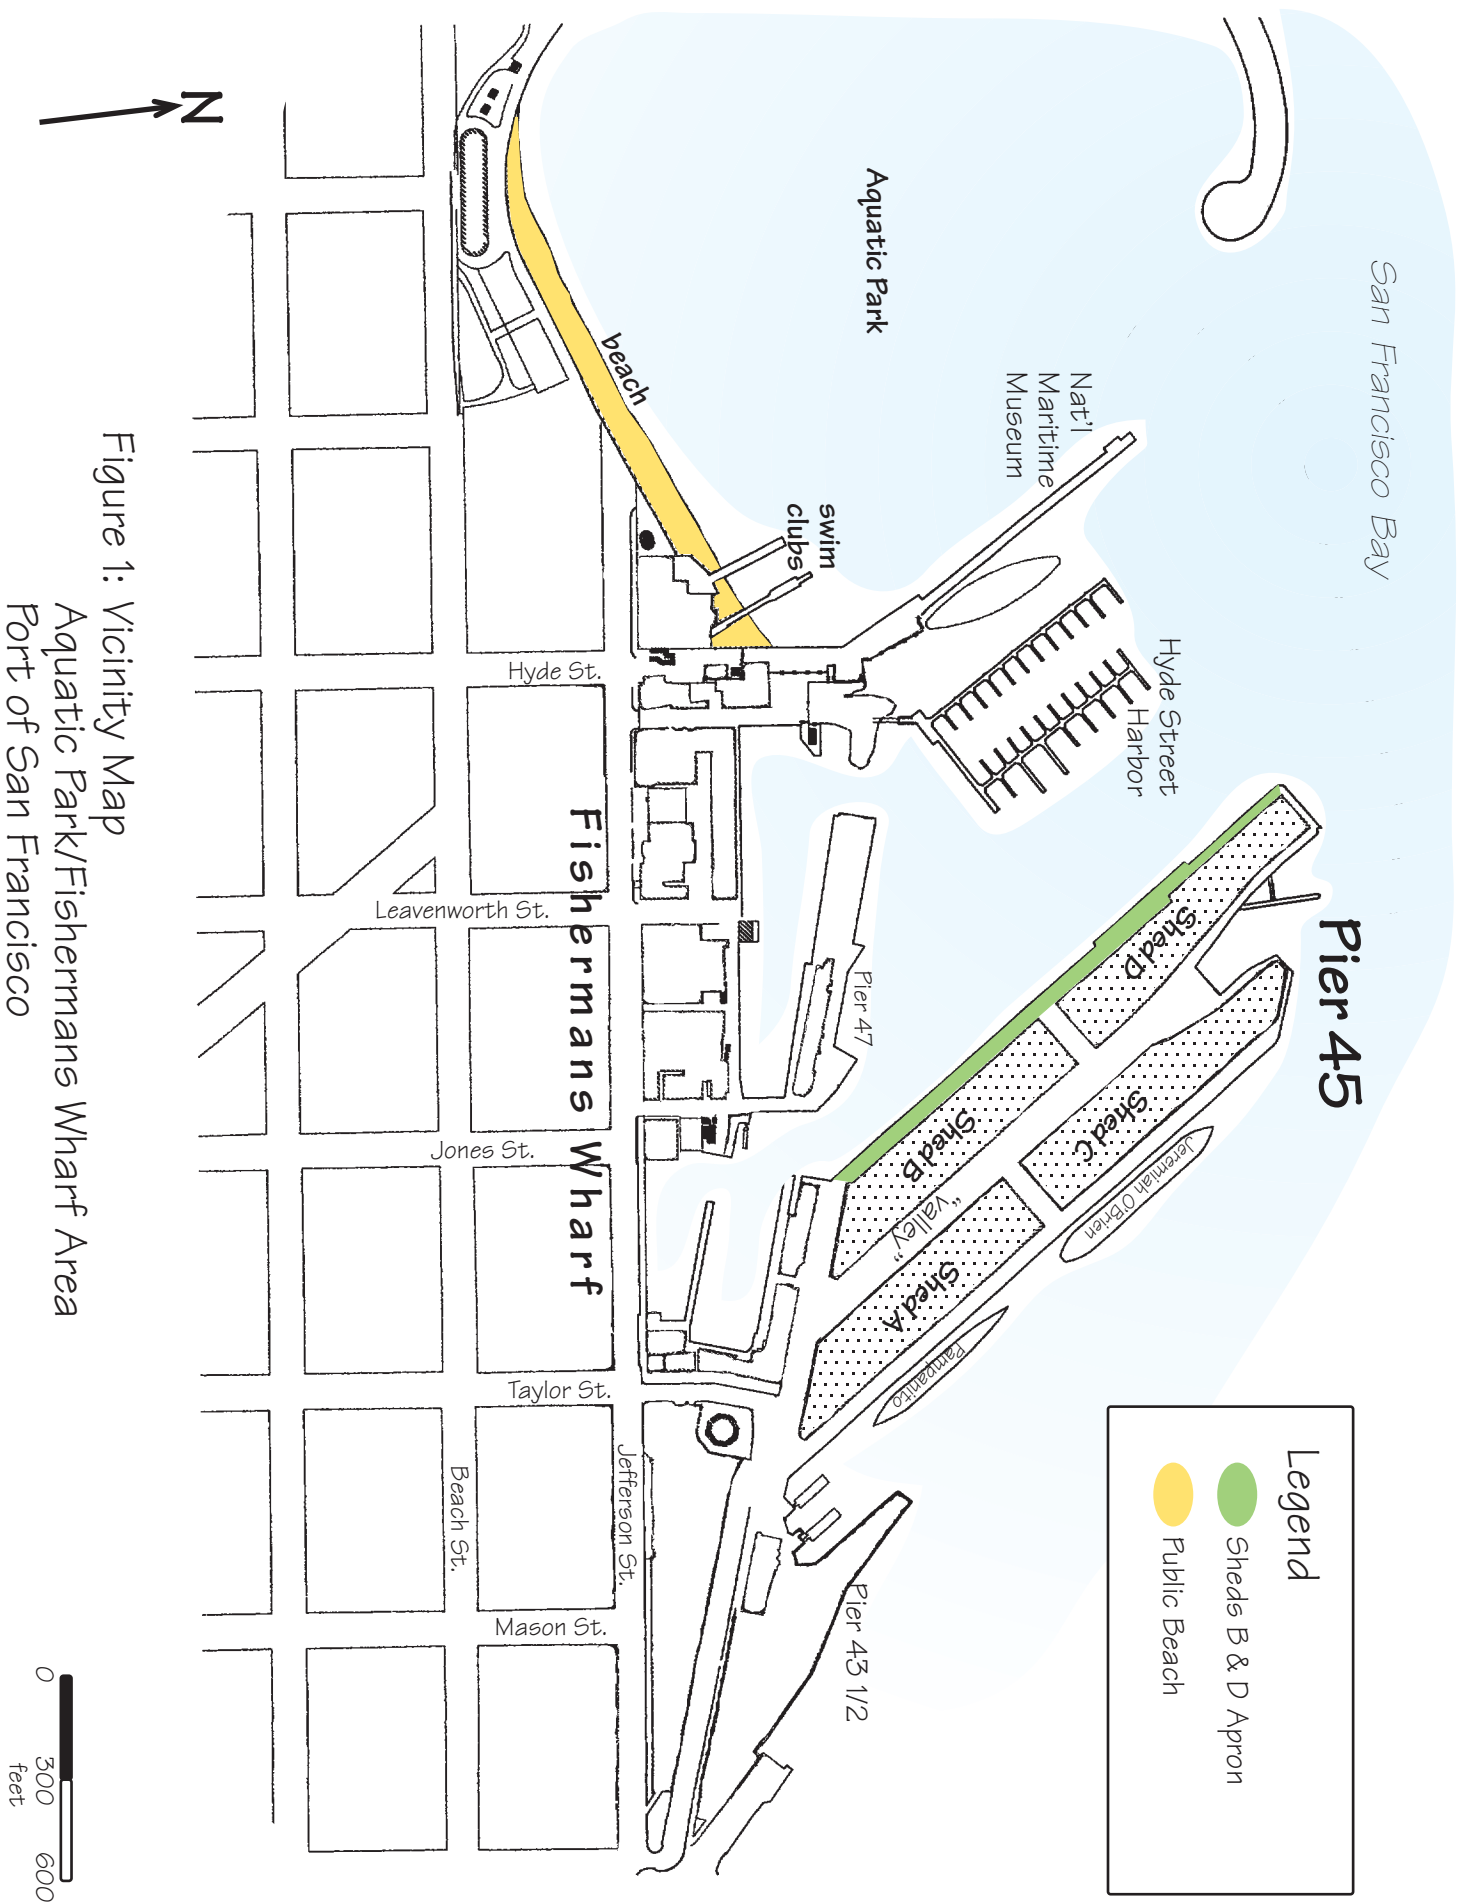 San Francisco Bay
Aquatic Park
Nat'l
Maritime
Museum
beach
swim
clubs
Hyde Street
Harbor
Pier 45
Shed D
Shed C
Shed B
"valley"
Shed A
Jeremiah O'Brien
Pampanito
Pier 47
Pier 43 1/2
Fishermans Wharf
Hyde St.
Leavenworth St.
Jones St.
Taylor St.
Mason St.
Jefferson St.
Beach St.
Legend
Sheds B & D Apron
Public Beach
N
Figure 1: Vicinity Map
Aquatic Park/Fishermans Wharf Area
Port of San Francisco
0 300 600
feet